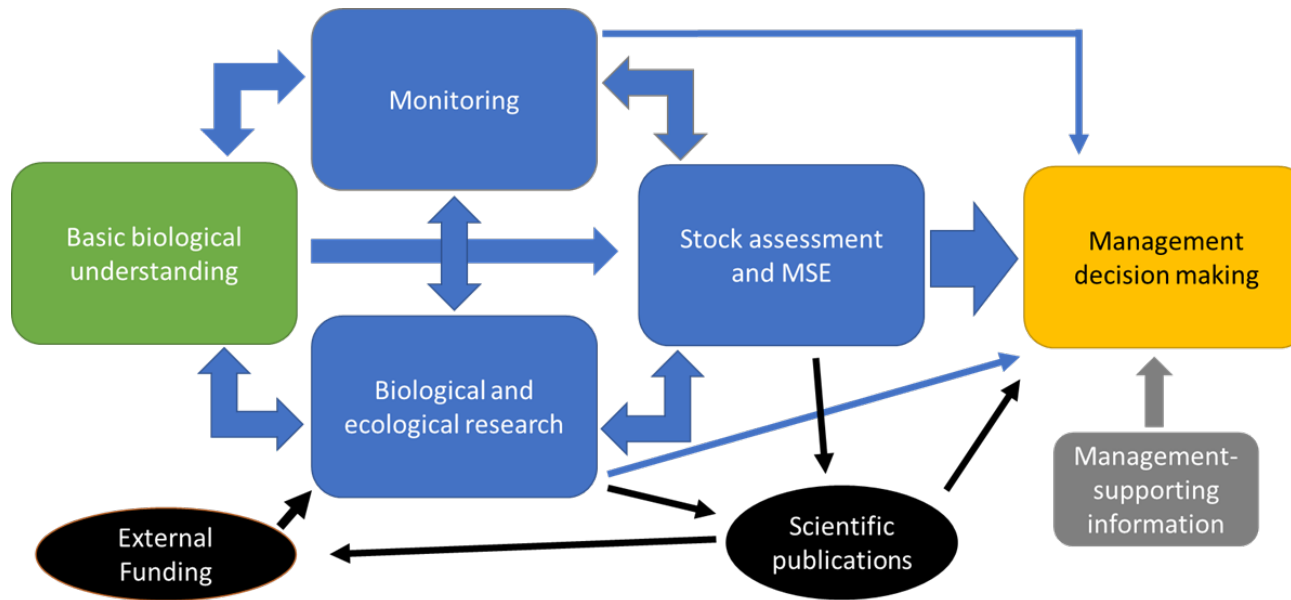 Monitoring
Basic biological
understanding
Stock assessment
and MSE
Management
decision making
Biological and
ecological research
Management-
supporting
information
External
Funding
Scientific
publications